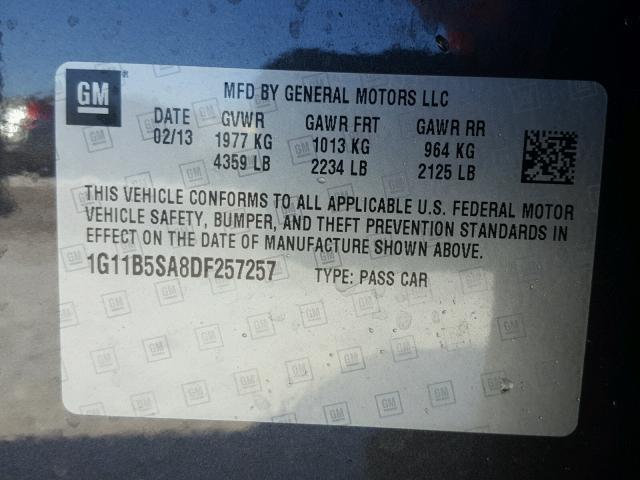 GM
MFD BY GENERAL MOTORS LLC
DATE GVWR GAWR FRT GAWR RR
02/13 1977 KG 1013 KG 964 KG
4359 LB 2234 LB 2125 LB
THIS VEHICLE CONFORMS TO ALL APPLICABLE U.S. FEDERAL MOTOR
VEHICLE SAFETY, BUMPER, AND THEFT PREVENTION STANDARDS IN
EFFECT ON THE DATE OF MANUFACTURE SHOWN ABOVE.
1G11B5SA8DF257257 TYPE: PASS CAR